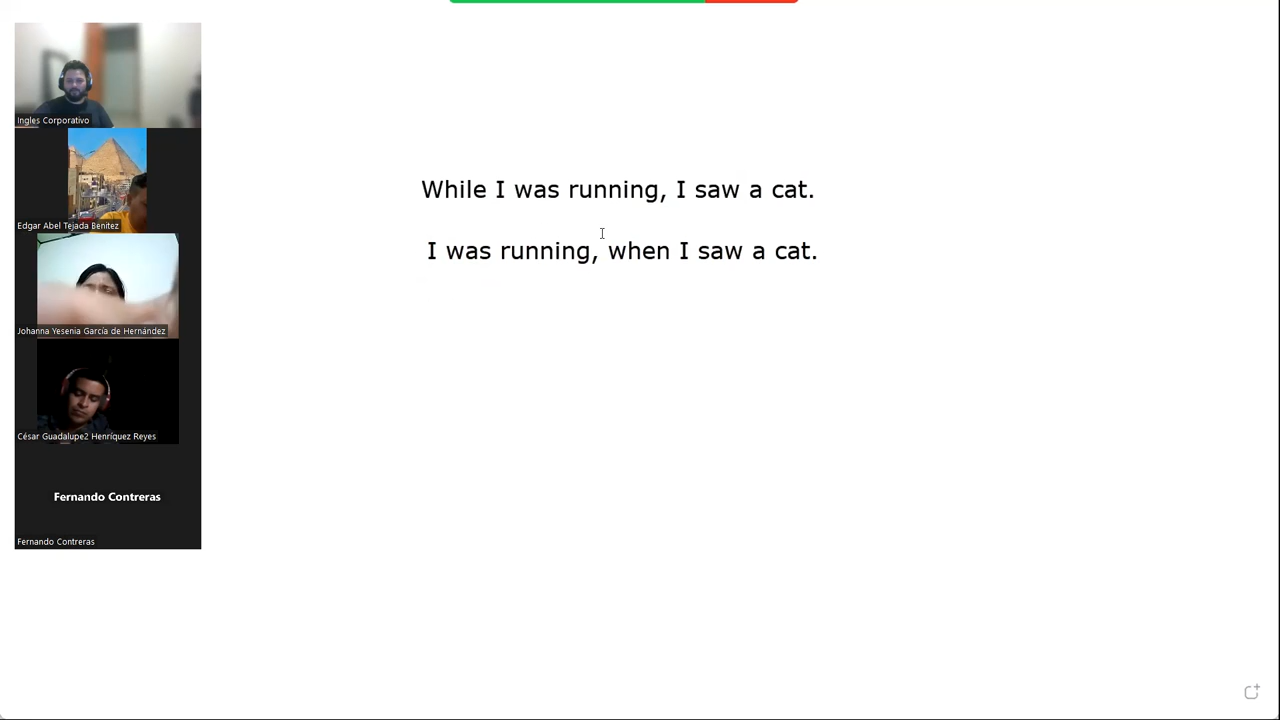 Ingles Corporativo
Edgar Abel Tejada Benitez
Johanna Yesenia García de Hernández
César Guadalupe2 Henríquez Reyes
Fernando Contreras
Fernando Contreras
While I was running, I saw a cat.
I was running, when I saw a cat.